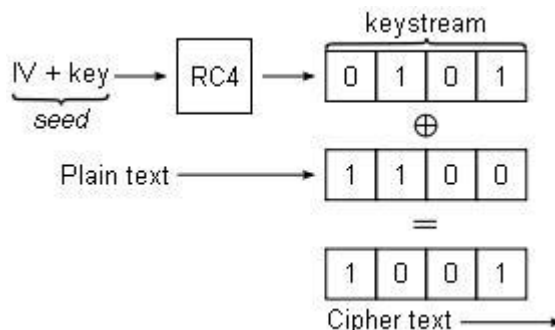 keystream
IV + key
seed
RC4
0 1 0 1
⊕
Plain text
1 1 0 0
=
1 0 0 1
Cipher text